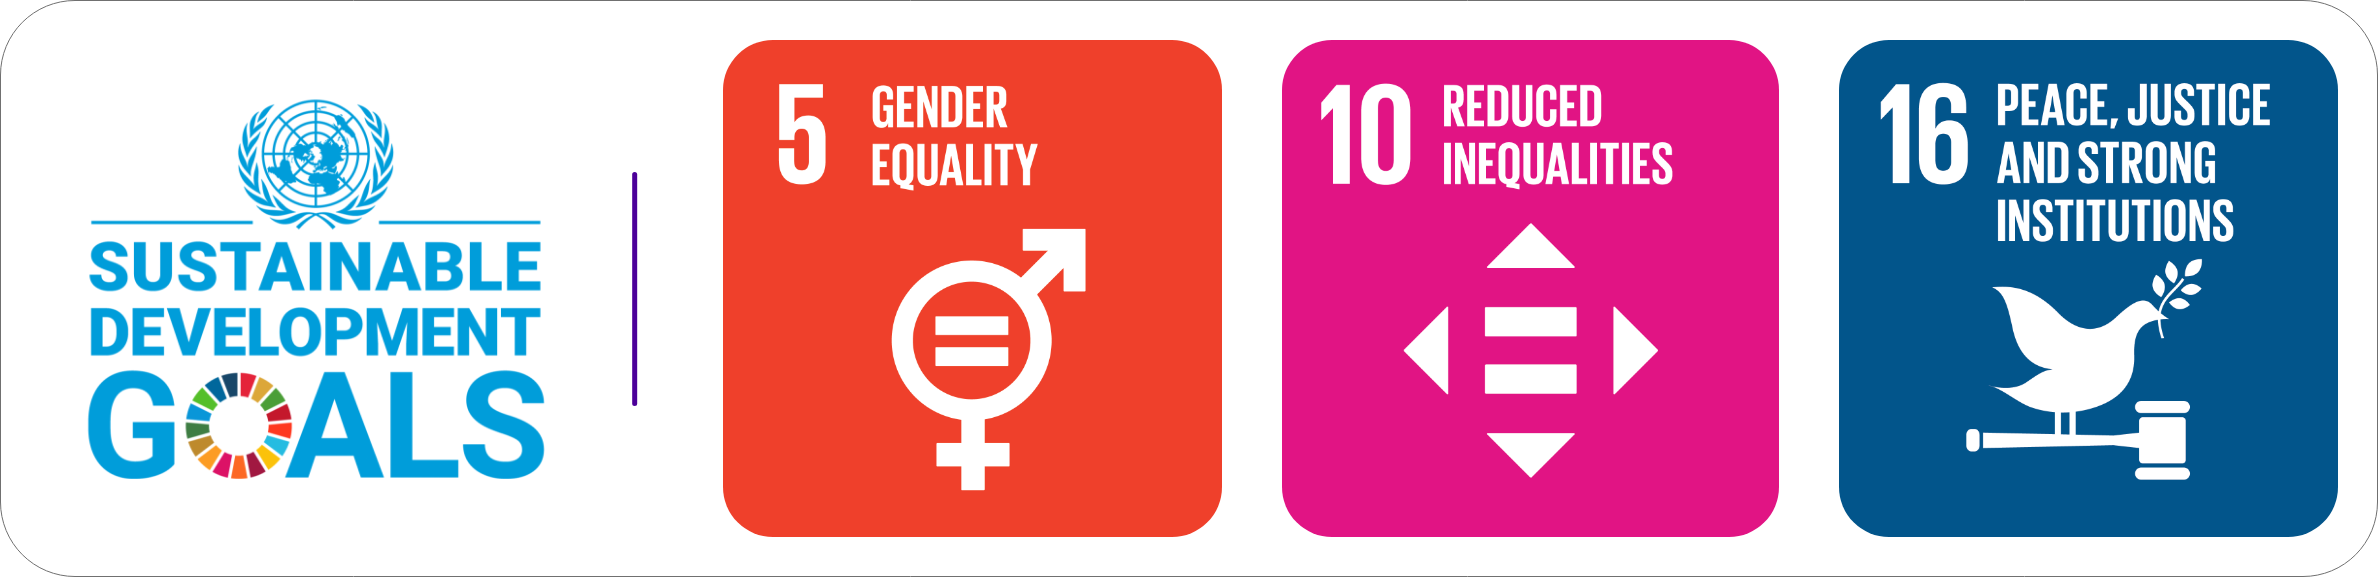 SUSTAINABLE
DEVELOPMENT
GOALS
5 GENDER
EQUALITY
10 REDUCED
INEQUALITIES
16 PEACE, JUSTICE
AND STRONG
INSTITUTIONS